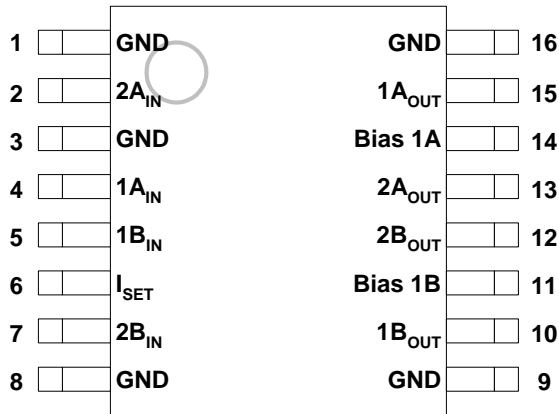 1 GND GND 16
2 2A_IN 1A_OUT 15
3 GND Bias 1A 14
4 1A_IN 2A_OUT 13
5 1B_IN 2B_OUT 12
6 I_SET Bias 1B 11
7 2B_IN 1B_OUT 10
8 GND GND 9